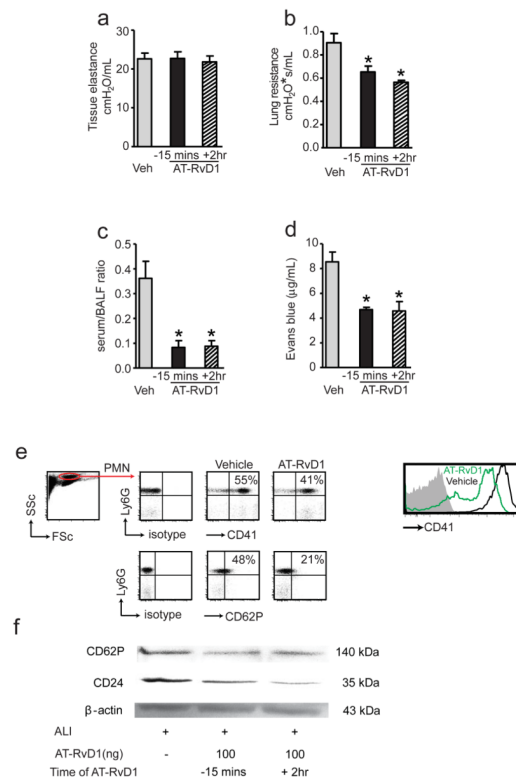 a
Tissue elastance
cmH₂O/mL
30
20
10
0
-15 mins +2hr
Veh
AT-RvD1
b
Lung resistance
cmH₂O*s/mL
1.0
0.8
0.6
0.4
0.2
0.0
* *
-15 mins +2hr
Veh
AT-RvD1
c
serum/BALF ratio
0.5
0.4
0.3
0.2
0.1
0.0
* *
-15 mins +2hr
Veh
AT-RvD1
d
Evans blue (µg/mL)
10
8
6
4
2
0
* *
-15 mins +2hr
Veh
AT-RvD1
e
SSc
FSc
PMN
Vehicle
AT-RvD1
Ly6G
55%
41%
isotype
CD41
Ly6G
48%
21%
isotype
CD62P
AT-RvD1
Vehicle
CD41
f
CD62P 140 kDa
CD24 35 kDa
β-actin 43 kDa
ALI + + +
AT-RvD1(ng) - 100 100
Time of AT-RvD1 -15 mins + 2hr